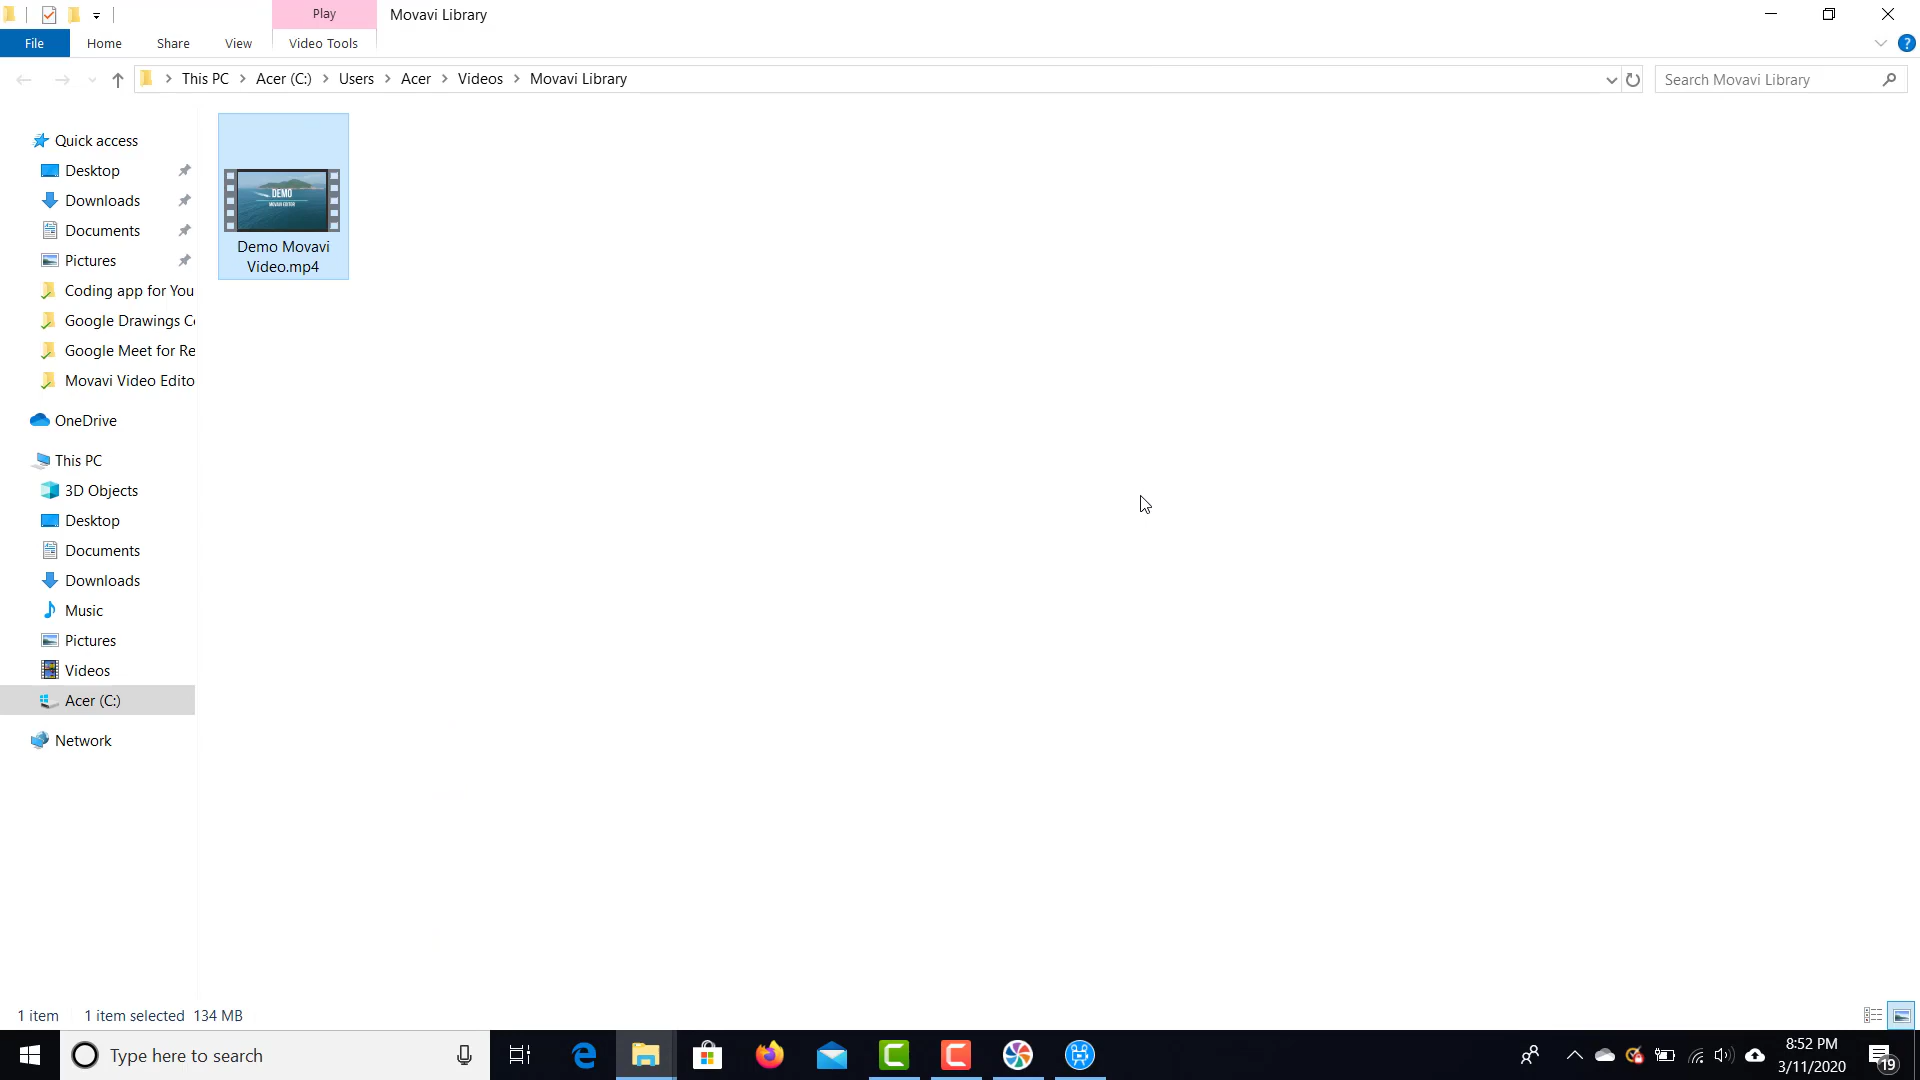 Play
Movavi Library
File
Home
Share
View
Video Tools
This PC
Acer (C:)
Users
Acer
Videos
Movavi Library
Search Movavi Library
Quick access
Desktop
Downloads
Documents
Pictures
Coding app for You
Google Drawings Co
Google Meet for Re
Movavi Video Edito
OneDrive
This PC
3D Objects
Desktop
Documents
Downloads
Music
Pictures
Videos
Acer (C:)
Network
DEMO
MOVAVI EDITOR
Demo Movavi
Video.mp4
1 item
1 item selected 134 MB
Type here to search
8:52 PM
3/11/2020
19